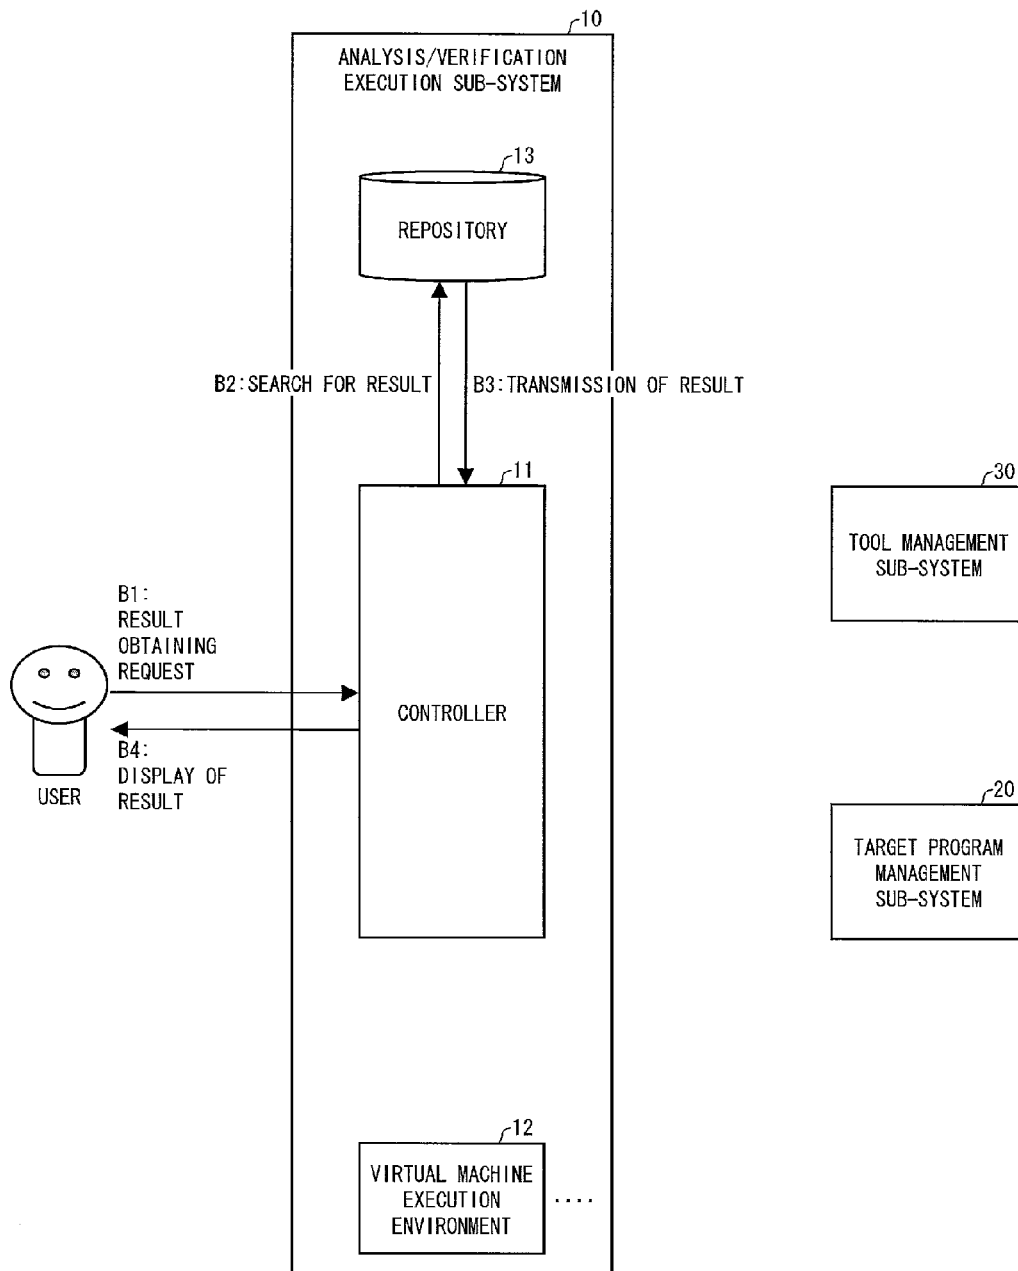 10
ANALYSIS/VERIFICATION
EXECUTION SUB-SYSTEM
13
REPOSITORY
B2:SEARCH FOR RESULT
B3:TRANSMISSION OF RESULT
11
CONTROLLER
30
TOOL MANAGEMENT
SUB-SYSTEM
B1:
RESULT
OBTAINING
REQUEST
B4:
DISPLAY OF
RESULT
USER
20
TARGET PROGRAM
MANAGEMENT
SUB-SYSTEM
12
VIRTUAL MACHINE
EXECUTION
ENVIRONMENT
....